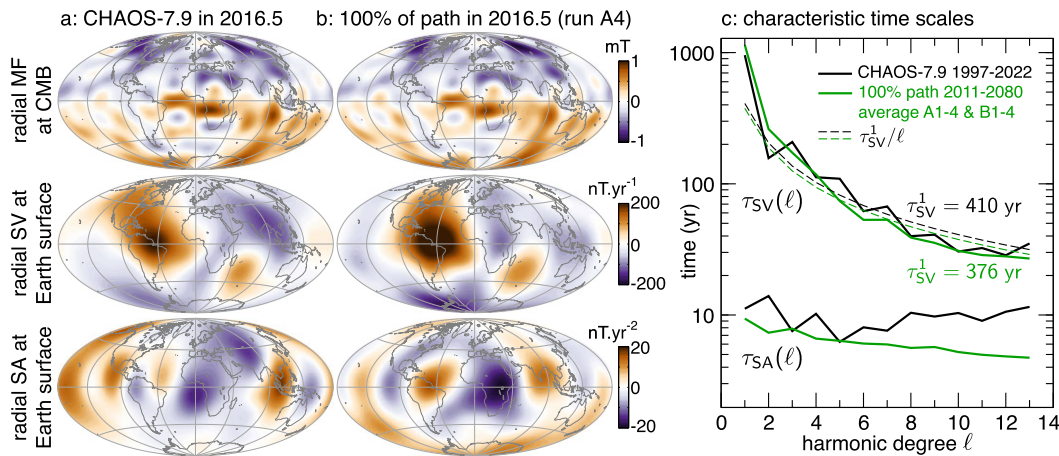 a: CHAOS-7.9 in 2016.5
b: 100% of path in 2016.5 (run A4)
c: characteristic time scales
radial MF
at CMB
mT
1
-1
radial SV at
Earth surface
nT.yr⁻¹
200
-200
radial SA at
Earth surface
nT.yr⁻²
20
-20
time (yr)
1000
100
10
CHAOS-7.9 1997-2022
100% path 2011-2080
average A1-4 & B1-4
τ¹SV/ℓ
τSV(ℓ)
τ¹SV = 410 yr
τ¹SV = 376 yr
τSA(ℓ)
0 2 4 6 8 10 12 14
harmonic degree ℓ